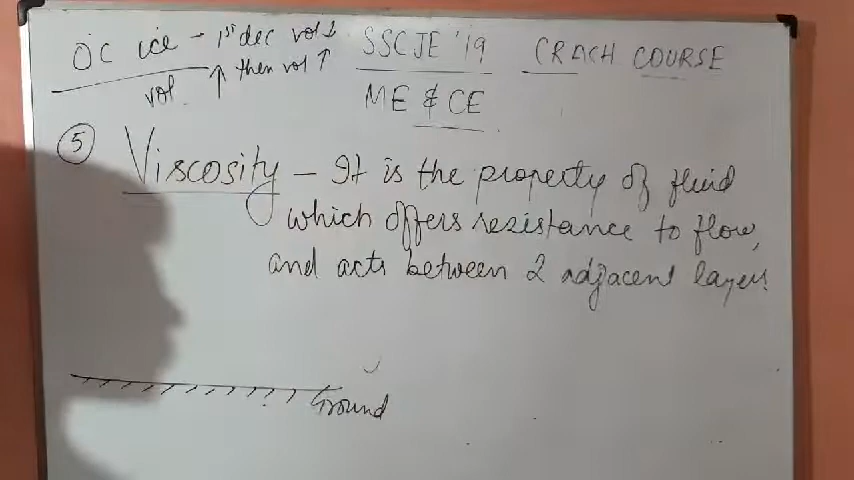 0°C ice - 1st dec vol↓
vol ↑ then vol ↑
SSCJE '19 CRACH COURSE
ME & CE
⑤ Viscosity - It is the property of fluid
which offers resistance to flow,
and acts between 2 adjacent layers.
Ground